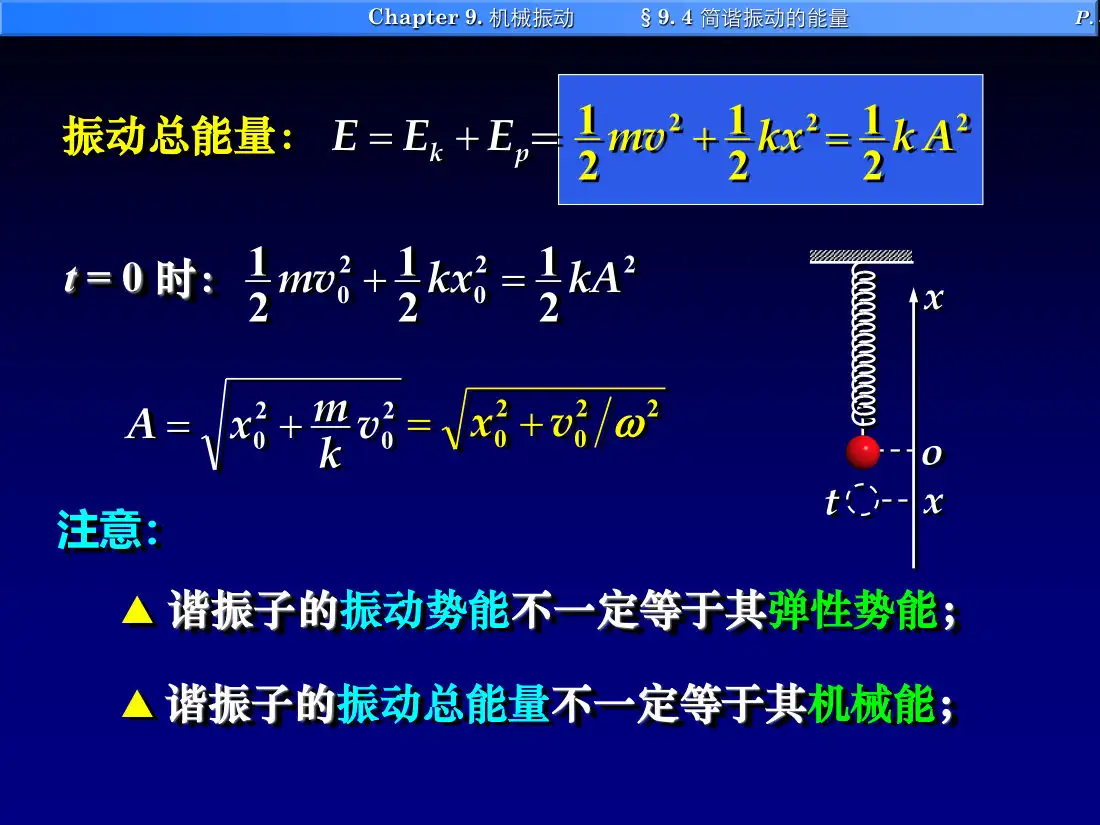 Chapter 9. 机械振动 § 9. 4 简谐振动的能量 P.
振动总能量： E = E_k + E_p = 1/2 mv² + 1/2 kx² = 1/2 k A²
t = 0 时： 1/2 mv₀² + 1/2 kx₀² = 1/2 kA²
A = √(x₀² + m/k v₀²) = √(x₀² + v₀²/ω²)
x
o
t x
注意：
▲ 谐振子的振动势能不一定等于其弹性势能；
▲ 谐振子的振动总能量不一定等于其机械能；